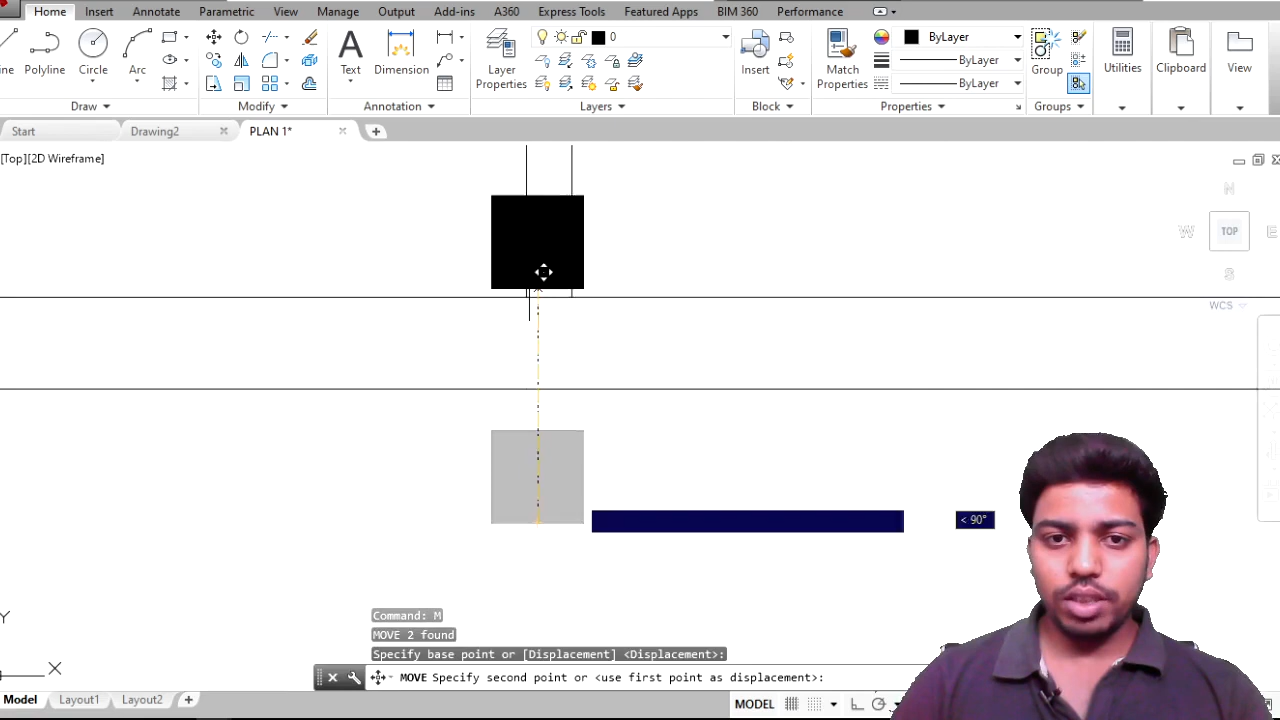 Home Insert Annotate Parametric View Manage Output Add-ins A360 Express Tools Featured Apps BIM 360 Performance
Polyline Circle Arc Text Dimension Layer Properties 0 Insert Match Properties ByLayer ByLayer ByLayer Group Utilities Clipboard View
Draw Modify Annotation Layers Block Properties Groups
Start Drawing2 PLAN 1*
[Top][2D Wireframe]
N
W TOP E
S
WCS
< 90°
Y
X
Command: M
MOVE 2 found
Specify base point or [Displacement] <Displacement>:
MOVE Specify second point or <use first point as displacement>:
Model Layout1 Layout2 MODEL